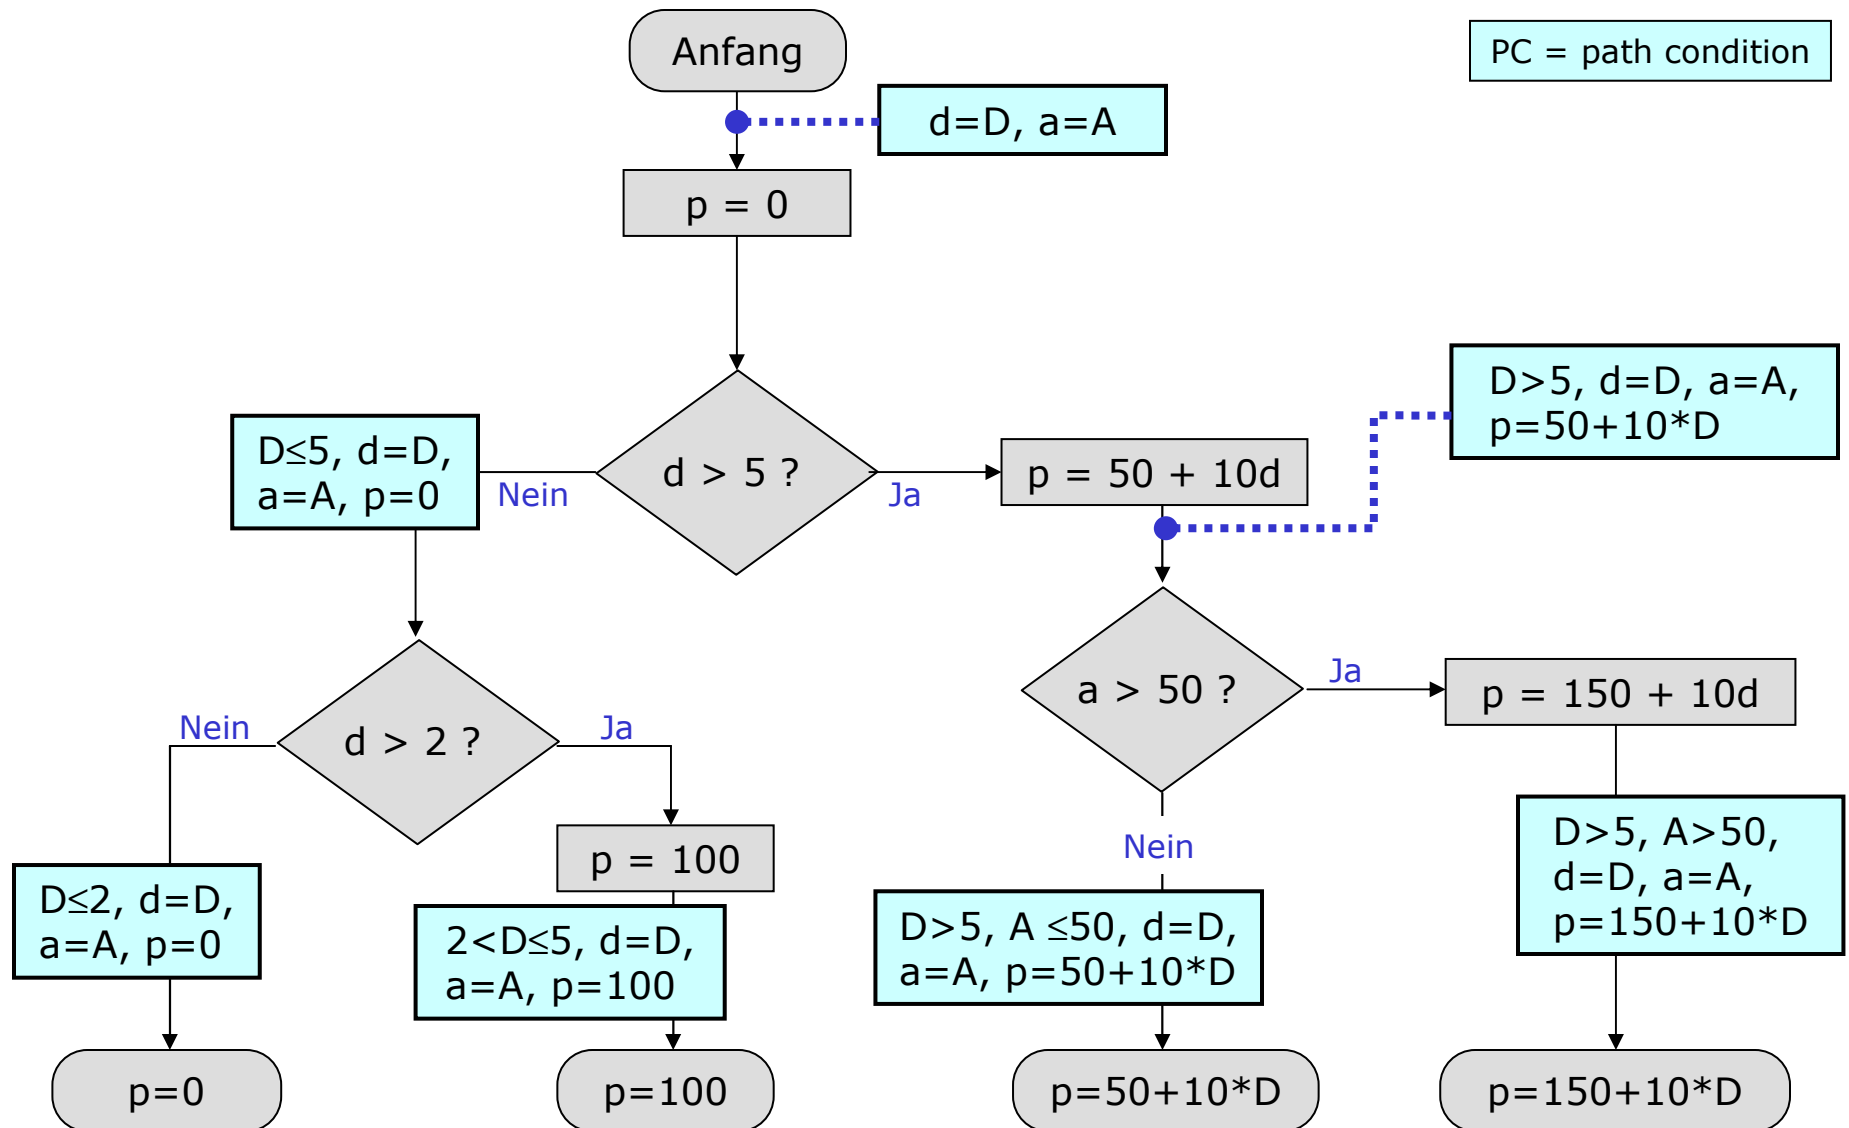 Anfang
PC = path condition
d=D, a=A
p = 0
D>5, d=D, a=A,
p=50+10*D
D≤5, d=D,
a=A, p=0
Nein
d > 5 ?
Ja
p = 50 + 10d
Nein
d > 2 ?
Ja
a > 50 ?
Ja
p = 150 + 10d
p = 100
Nein
D≤2, d=D,
a=A, p=0
2<D≤5, d=D,
a=A, p=100
D>5, A ≤50, d=D,
a=A, p=50+10*D
D>5, A>50,
d=D, a=A,
p=150+10*D
p=0
p=100
p=50+10*D
p=150+10*D